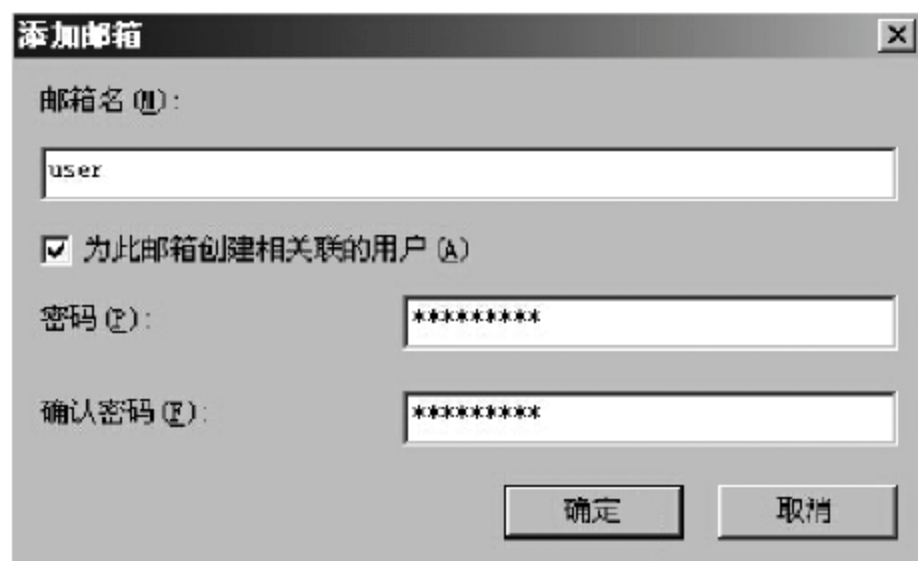 添加邮箱
邮箱名(N):
user
为此邮箱创建相关联的用户(A)
密码(P): *********
确认密码(F): *********
确定 取消